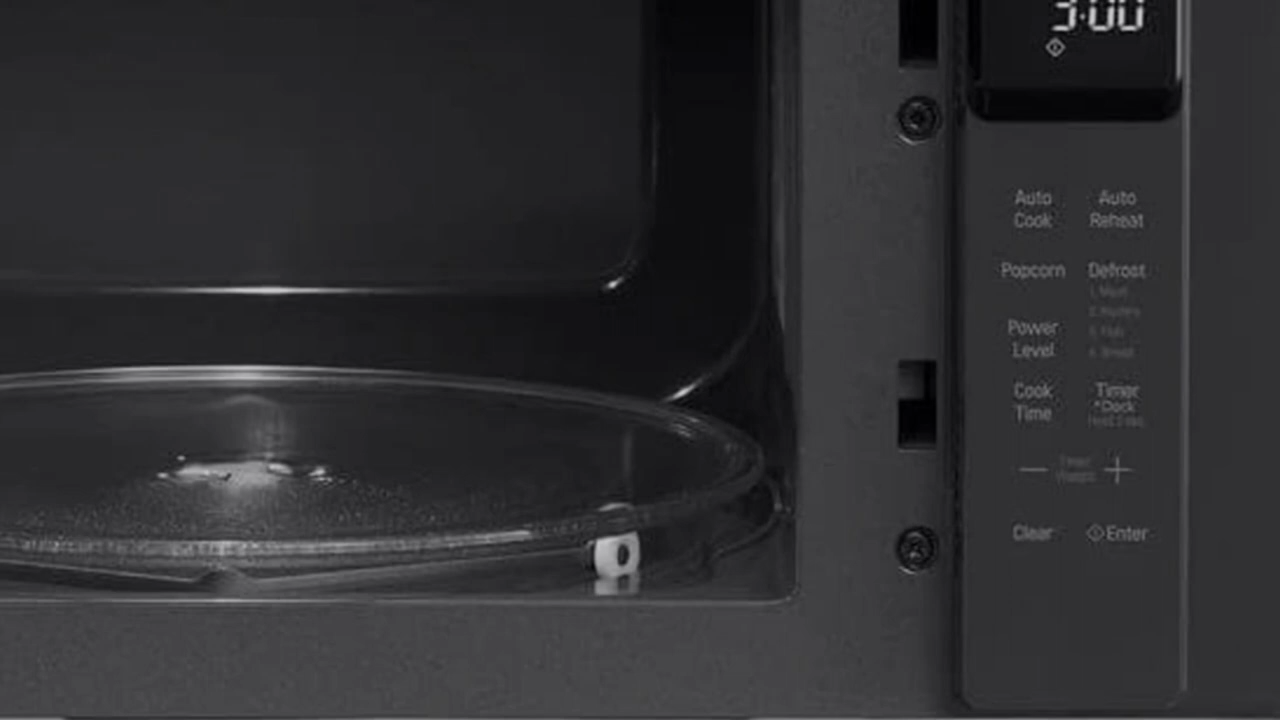 3:00
Auto Auto
Cook Reheat
Popcorn Defrost
Power
Level
Cook Timer
Time *Clock
— +
Clear Enter